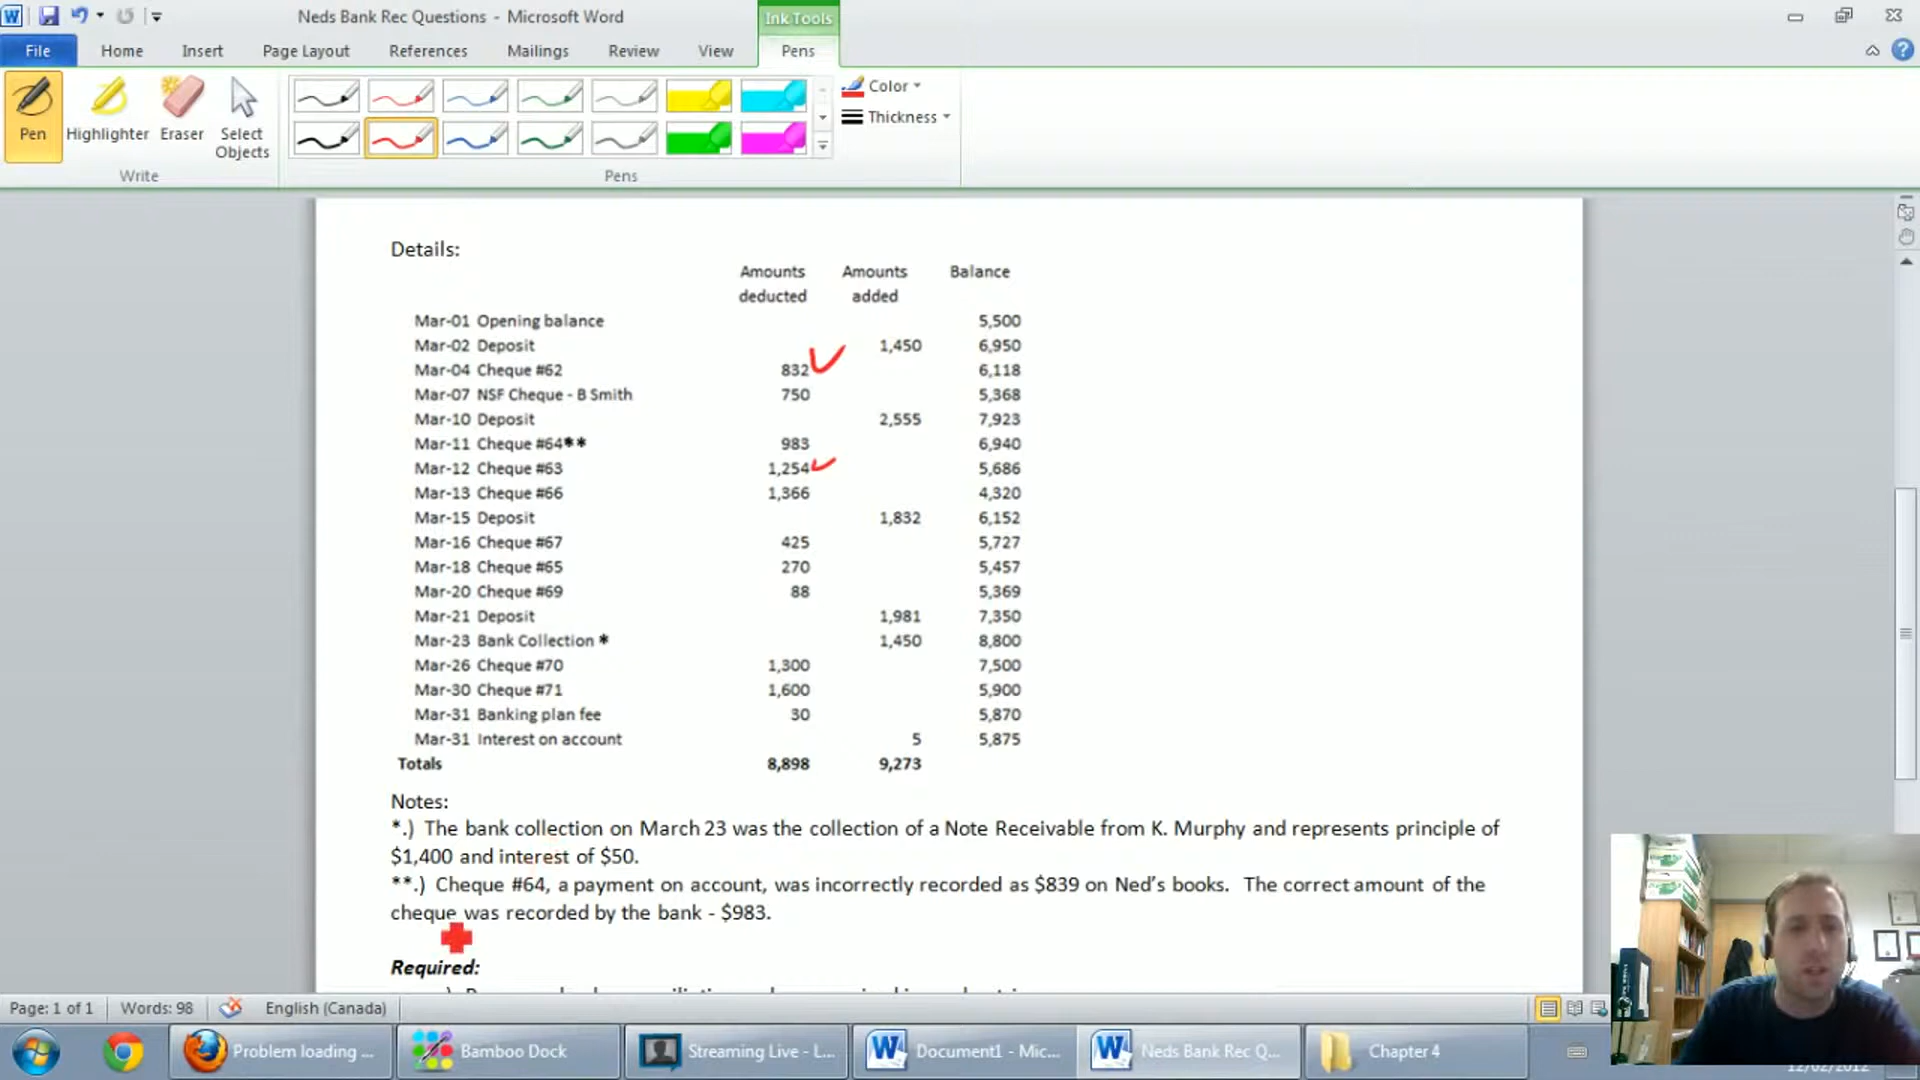 Neds Bank Rec Questions - Microsoft Word
Ink Tools
File Home Insert Page Layout References Mailings Review View Pens
Pen Highlighter Eraser Select Objects
Color
Thickness
Write
Pens
Details:
Amounts deducted Amounts added Balance
Mar-01 Opening balance 5,500
Mar-02 Deposit 1,450 6,950
Mar-04 Cheque #62 832 6,118
Mar-07 NSF Cheque - B Smith 750 5,368
Mar-10 Deposit 2,555 7,923
Mar-11 Cheque #64** 983 6,940
Mar-12 Cheque #63 1,254 5,686
Mar-13 Cheque #66 1,366 4,320
Mar-15 Deposit 1,832 6,152
Mar-16 Cheque #67 425 5,727
Mar-18 Cheque #65 270 5,457
Mar-20 Cheque #69 88 5,369
Mar-21 Deposit 1,981 7,350
Mar-23 Bank Collection * 1,450 8,800
Mar-26 Cheque #70 1,300 7,500
Mar-30 Cheque #71 1,600 5,900
Mar-31 Banking plan fee 30 5,870
Mar-31 Interest on account 5 5,875
Totals 8,898 9,273
Notes:
*.) The bank collection on March 23 was the collection of a Note Receivable from K. Murphy and represents principle of
$1,400 and interest of $50.
**.) Cheque #64, a payment on account, was incorrectly recorded as $839 on Ned's books. The correct amount of the
cheque was recorded by the bank - $983.
Required:
Page: 1 of 1 Words: 98 English (Canada)
Problem loading ... Bamboo Dock Streaming Live - L... Document1 - Mic... Neds Bank Rec Q... Chapter 4
12/02/2012